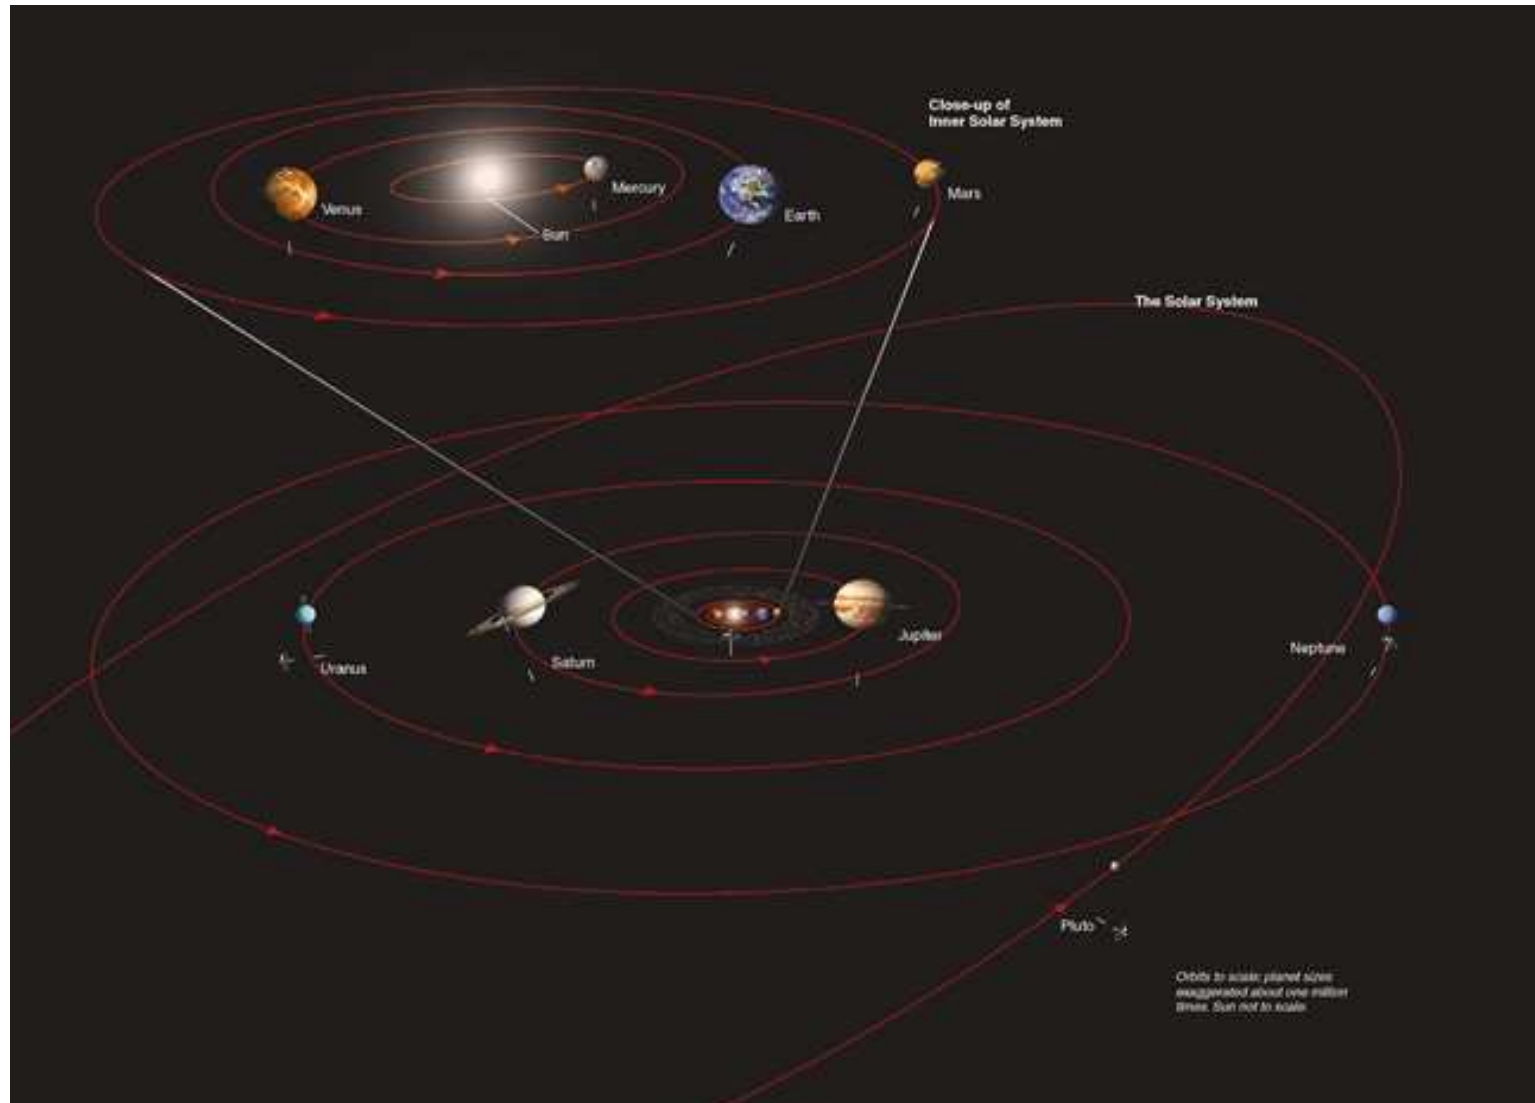 Close-up of
Inner Solar System
Mercury
Venus
Mars
Earth
Sun
The Solar System
Jupiter
Neptune
Saturn
Uranus
Pluto
Orbits to scale; planet sizes
exaggerated about one million
times. Sun not to scale